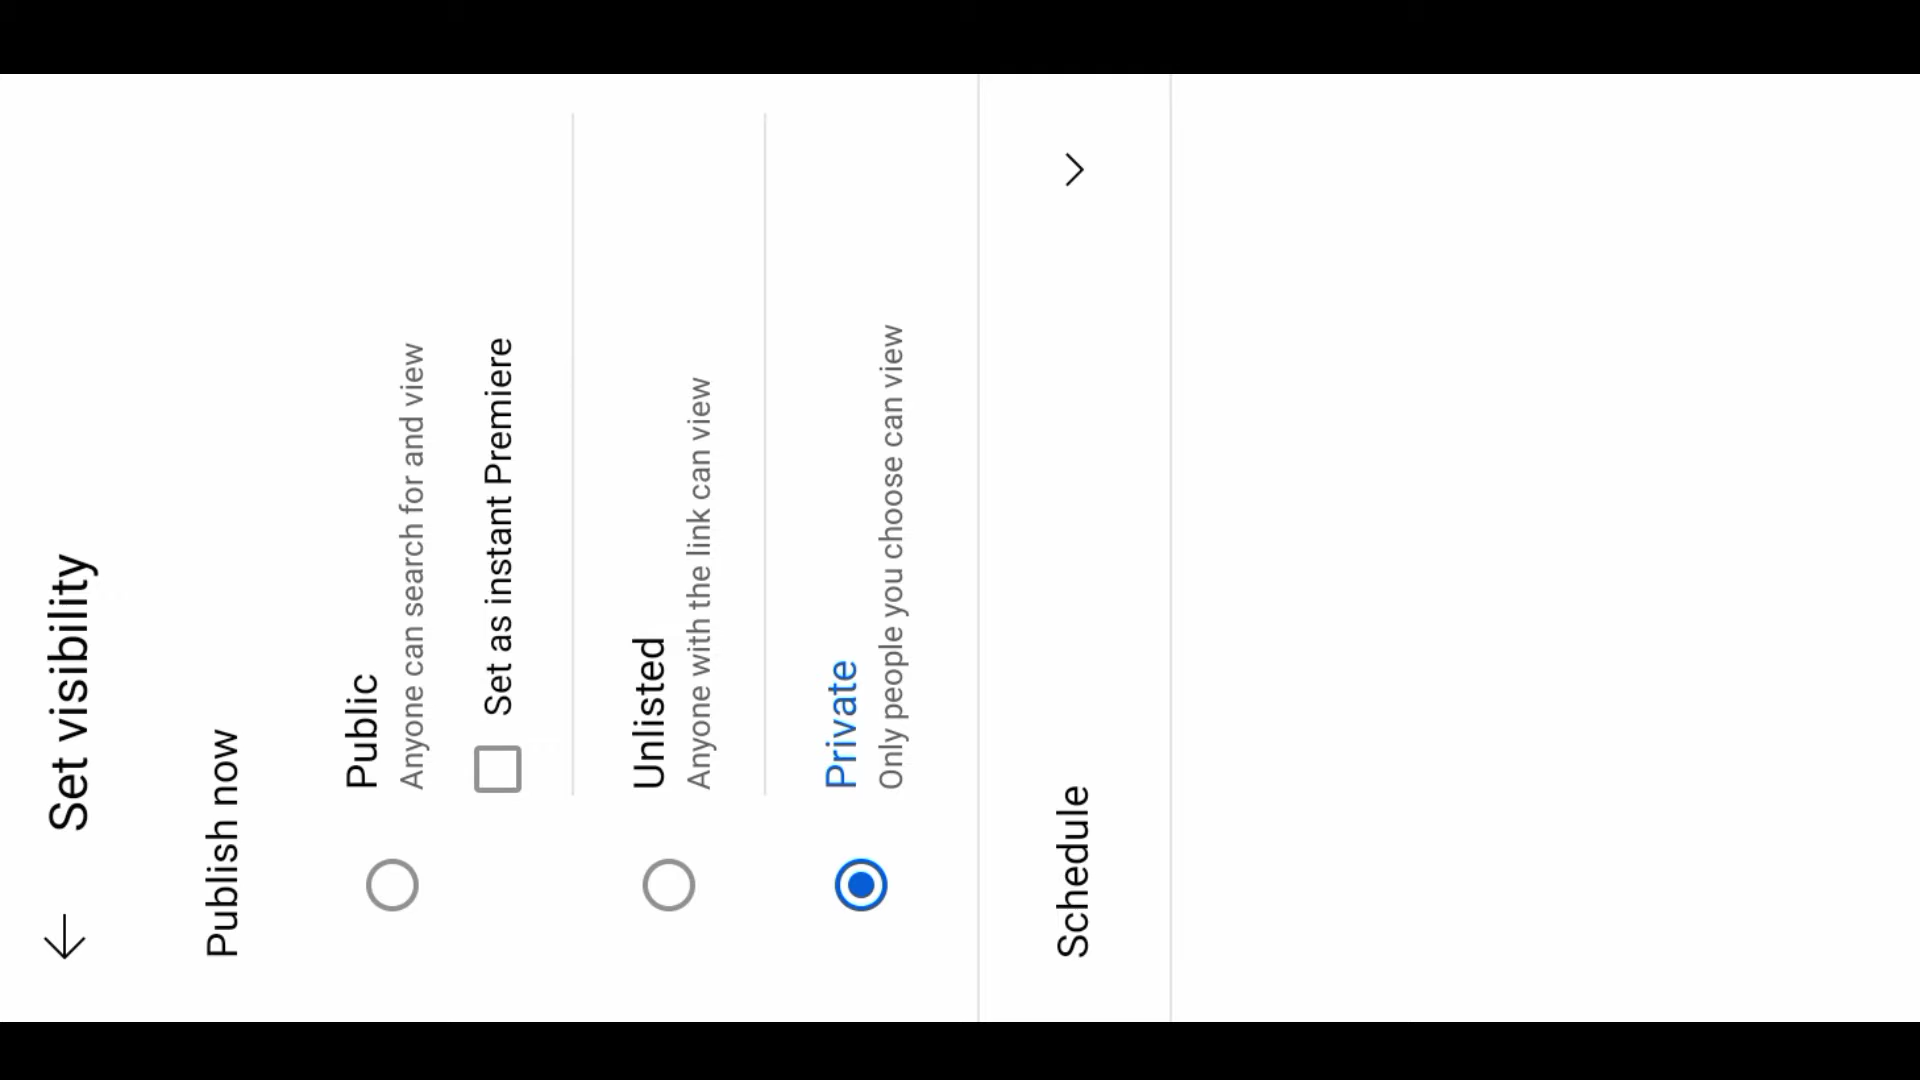 Set visibility
Publish now
Public
Anyone can search for and view
Set as instant Premiere
Unlisted
Anyone with the link can view
Private
Only people you choose can view
Schedule